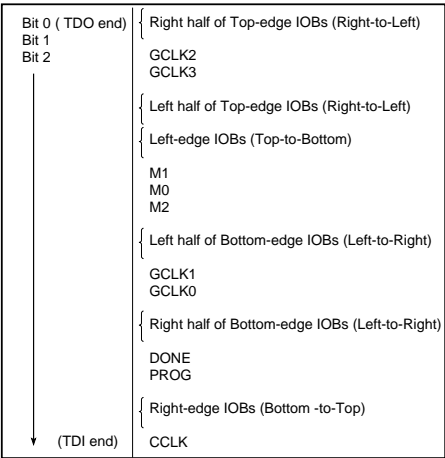 Bit 0 ( TDO end)
Bit 1
Bit 2
Right half of Top-edge IOBs (Right-to-Left)
GCLK2
GCLK3
Left half of Top-edge IOBs (Right-to-Left)
Left-edge IOBs (Top-to-Bottom)
M1
M0
M2
Left half of Bottom-edge IOBs (Left-to-Right)
GCLK1
GCLK0
Right half of Bottom-edge IOBs (Left-to-Right)
DONE
PROG
Right-edge IOBs (Bottom -to-Top)
(TDI end)
CCLK